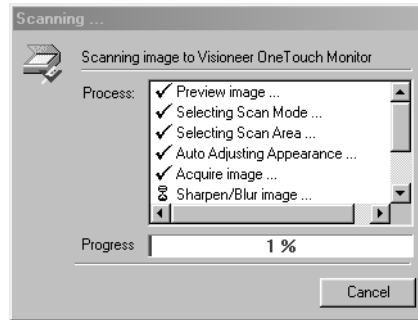 Scanning ...
Scanning image to Visioneer OneTouch Monitor
Process:
Preview image ...
Selecting Scan Mode ...
Selecting Scan Area ...
Auto Adjusting Appearance ...
Acquire image ...
Sharpen/Blur image ...
Progress
1 %
Cancel